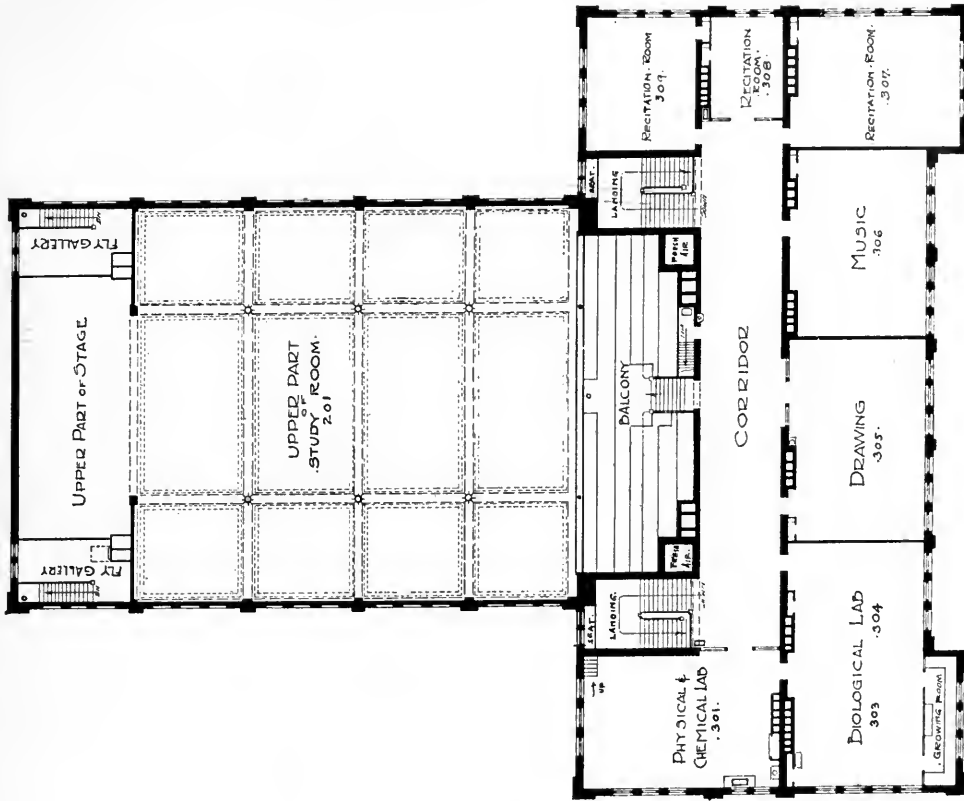 FLY GALLERY
UPPER PART OF STAGE
FLY GALLERY
UPPER PART
OF
STUDY ROOM.
201
BALCONY
SEAT.
LANDING
FRESH
AIR.
FRESH
AIR.
SEAT.
LANDING.
CORRIDOR
RECITATION ROOM
309.
RECITATION
ROOM.
308.
RECITATION ROOM.
307.
MUSIC
306
DRAWING
305.
BIOLOGICAL LAB
303 304
GROWING ROOM
PHYSICAL &
CHEMICAL LAB
301.
UP